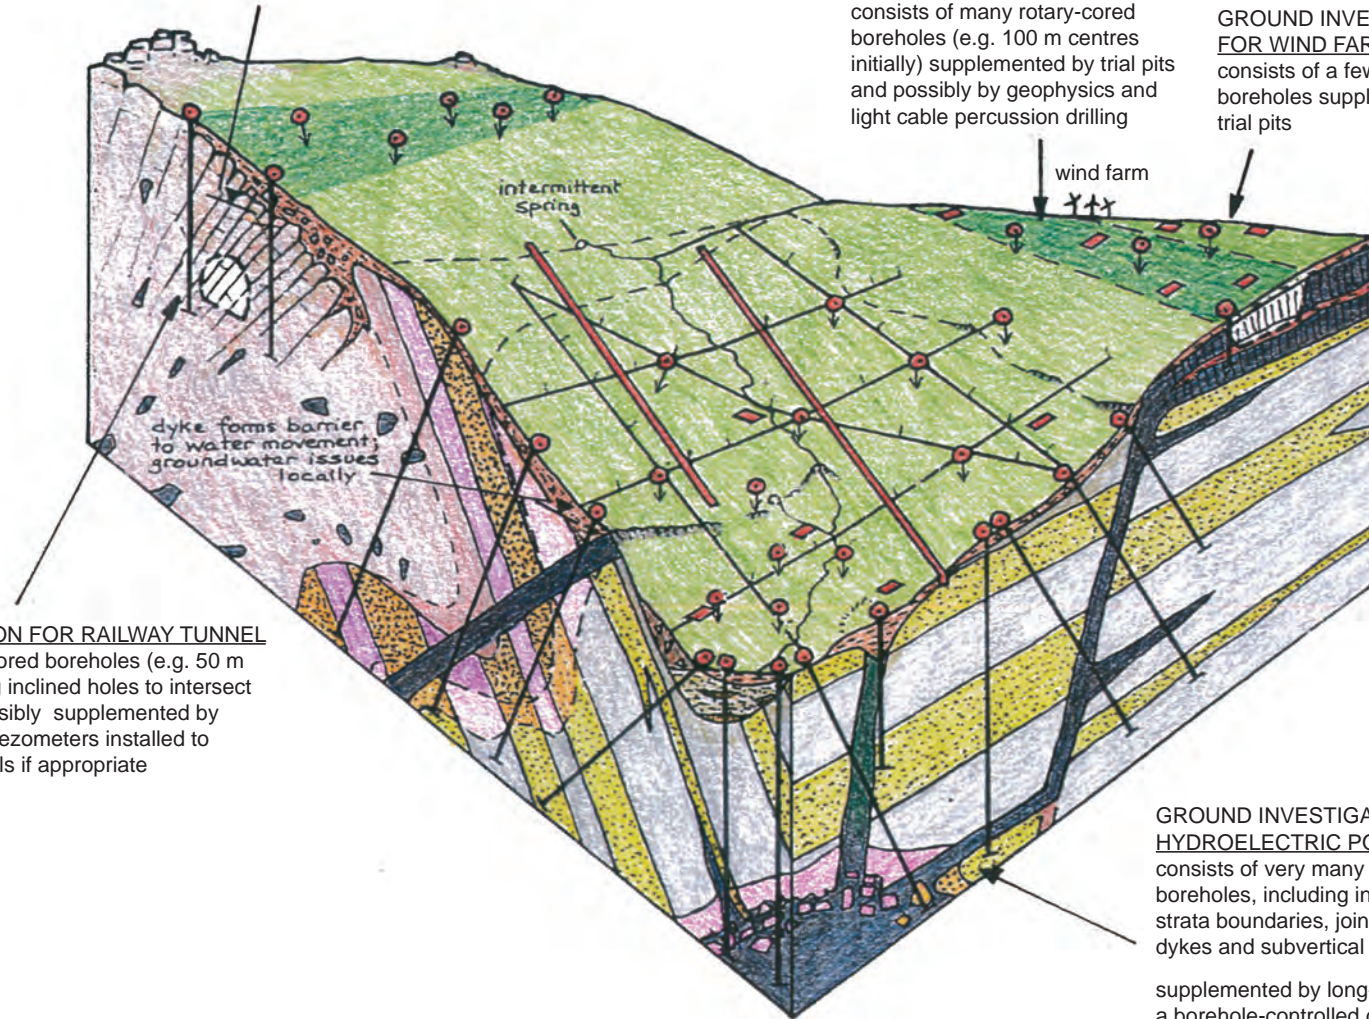 consists of many rotary-cored
boreholes (e.g. 100 m centres
initially) supplemented by trial pits
and possibly by geophysics and
light cable percussion drilling
GROUND INVE
FOR WIND FAR
consists of a few
boreholes suppl
trial pits
wind farm
intermittent
spring
dyke forms barrier
to water movement;
groundwater issues
locally
ON FOR RAILWAY TUNNEL
ored boreholes (e.g. 50 m
g inclined holes to intersect
sibly supplemented by
ezometers installed to
ls if appropriate
GROUND INVESTIGA
HYDROELECTRIC PO
consists of very many
boreholes, including in
strata boundaries, join
dykes and subvertical
supplemented by long
a borehole-controlled